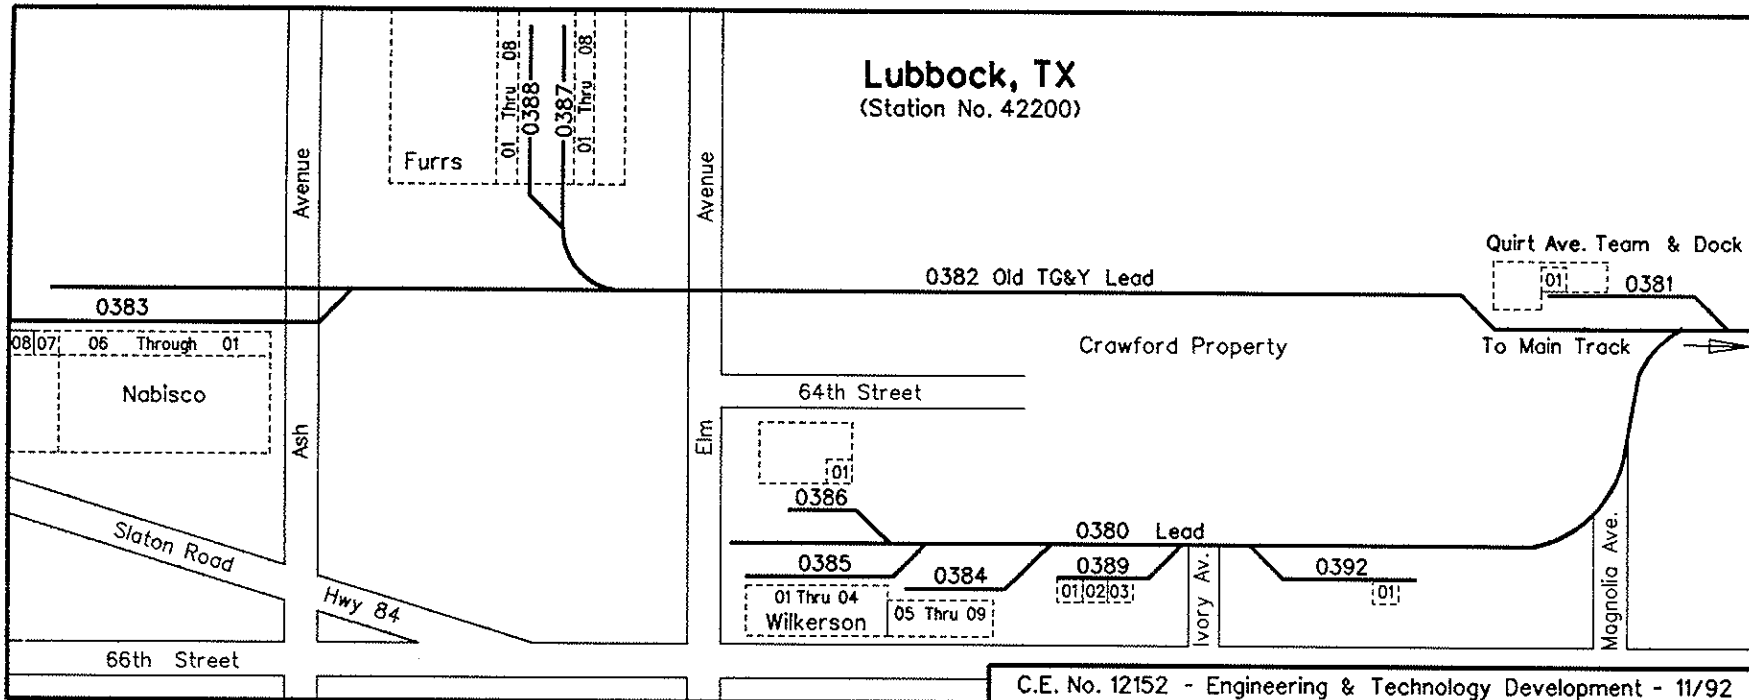 Lubbock, TX
(Station No. 42200)
Furrs
01 Thru 08
0388
0387
01 Thru 08
Avenue
Avenue
Quirt Ave. Team & Dock
01
0381
0382 Old TG&Y Lead
0383
08 07 06 Through 01
Nabisco
Crawford Property
To Main Track
64th Street
Ash
Elm
01
0386
0380 Lead
0385
0384
0389
0392
01 Thru 04
Wilkerson
05 Thru 09
01 02 03
01
Ivory Av.
Magnolia Ave.
Slaton Road
Hwy 84
66th Street
C.E. No. 12152 - Engineering & Technology Development - 11/92